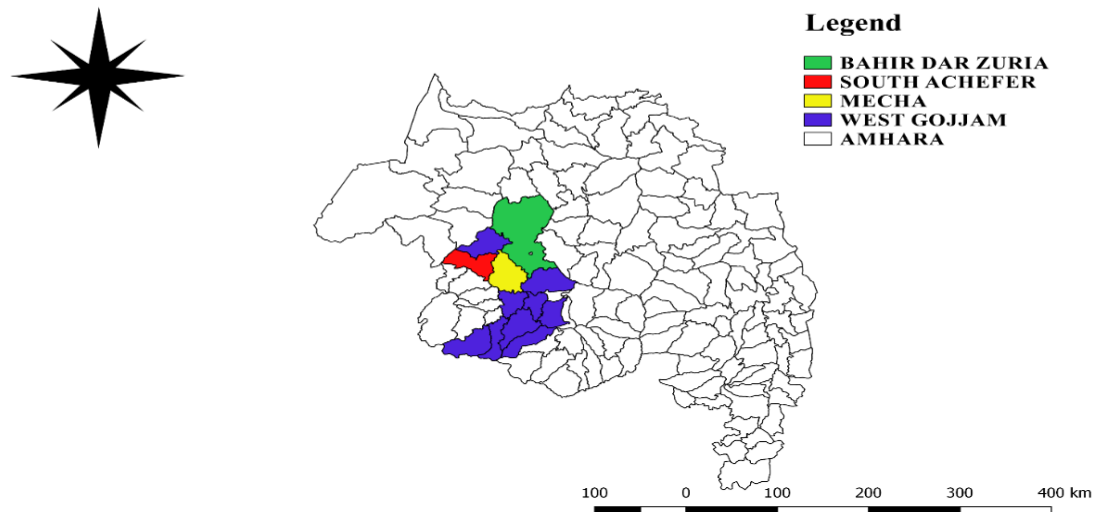 Legend
BAHIR DAR ZURIA
SOUTH ACHEFER
MECHA
WEST GOJJAM
AMHARA
100 0 100 200 300 400 km